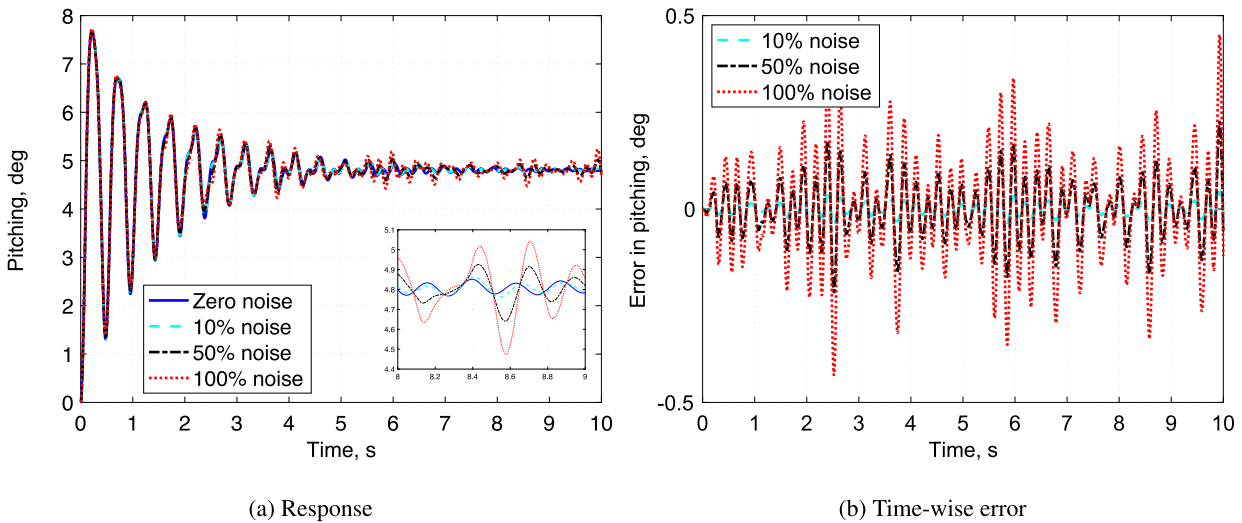 8
7
6
5
4
3
2
1
0
Pitching, deg
Zero noise
10% noise
50% noise
100% noise
5.1
5
4.9
4.8
4.7
4.6
4.5
4.4
8 8.2 8.4 8.6 8.8 9
0 1 2 3 4 5 6 7 8 9 10
Time, s
(a) Response
0.5
0
-0.5
Error in pitching, deg
10% noise
50% noise
100% noise
0 1 2 3 4 5 6 7 8 9 10
Time, s
(b) Time-wise error